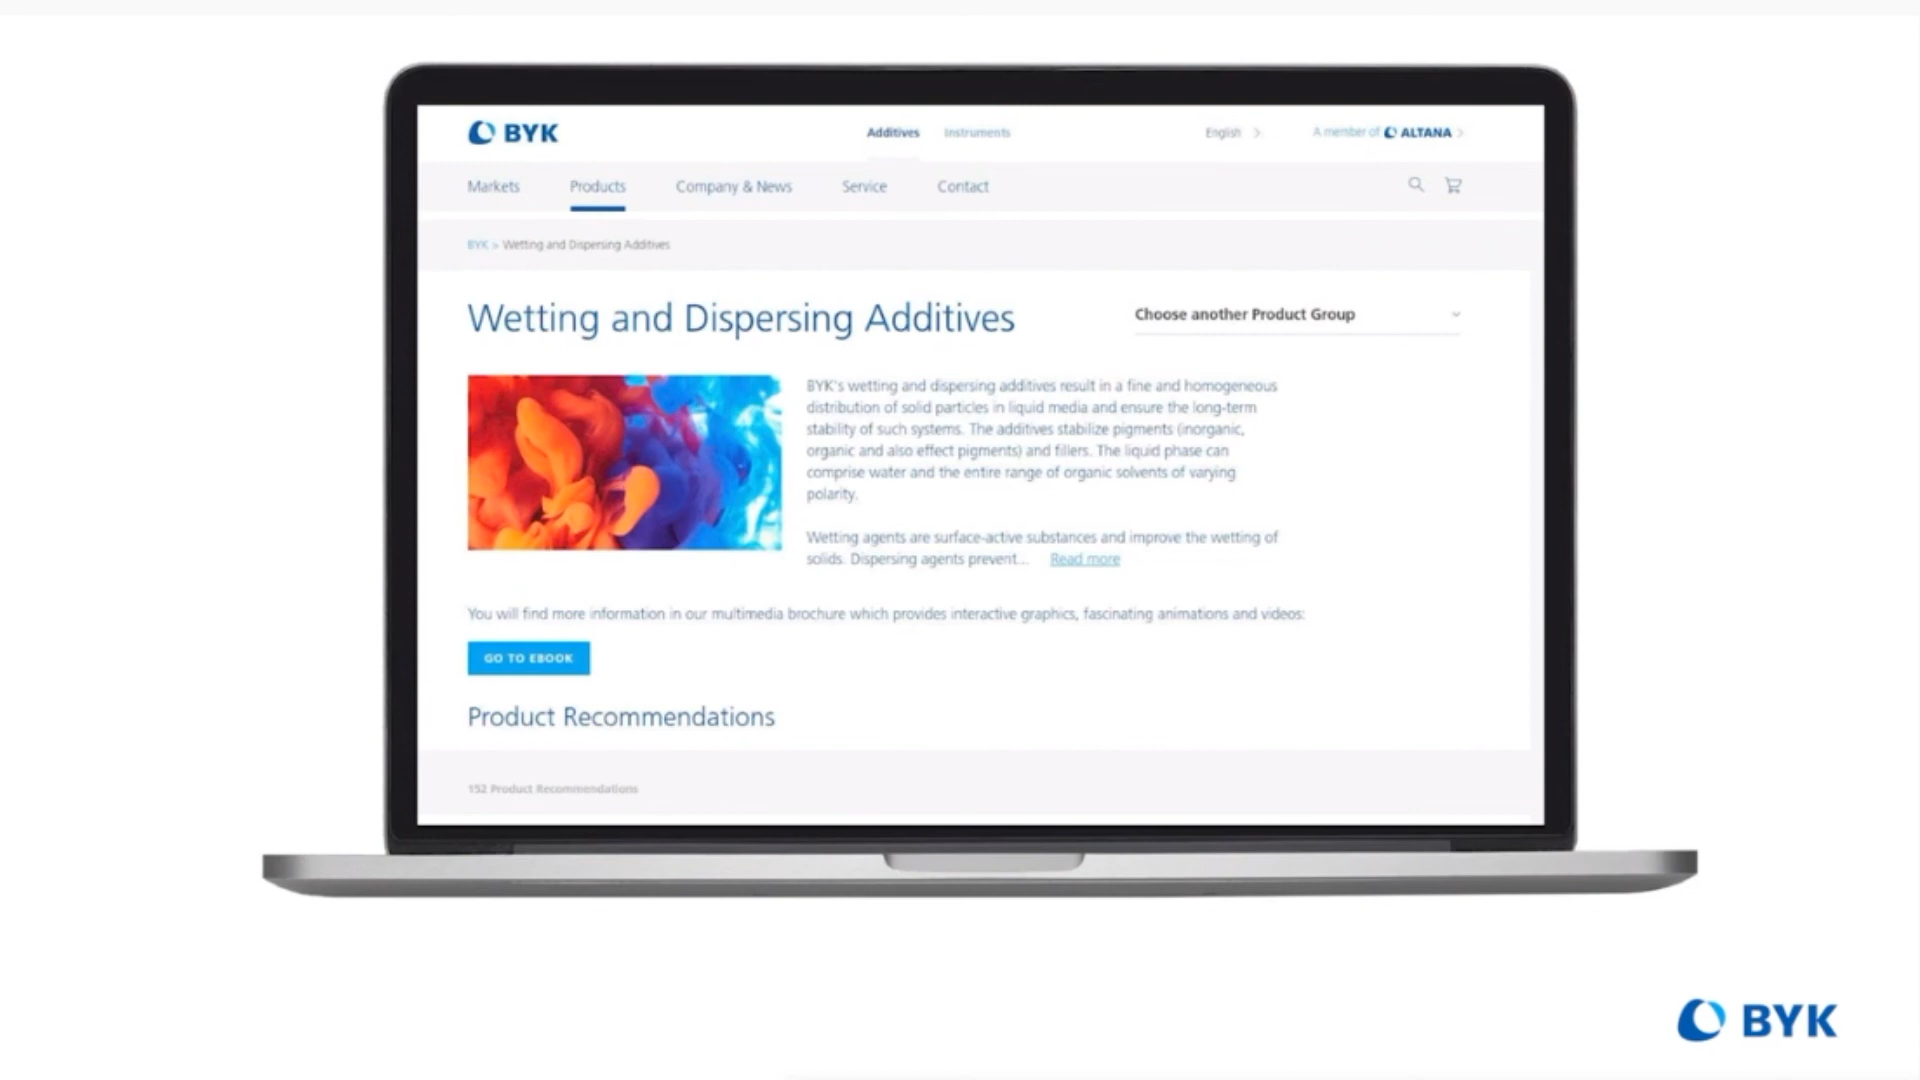 BYK
Additives
Instruments
English
A member of ALTANA
Markets
Products
Company & News
Service
Contact
BYK > Wetting and Dispersing Additives
Wetting and Dispersing Additives
Choose another Product Group
BYK's wetting and dispersing additives result in a fine and homogeneous
distribution of solid particles in liquid media and ensure the long-term
stability of such systems. The additives stabilize pigments (inorganic,
organic and also effect pigments) and fillers. The liquid phase can
comprise water and the entire range of organic solvents of varying
polarity.
Wetting agents are surface-active substances and improve the wetting of
solids. Dispersing agents prevent... Read more
You will find more information in our multimedia brochure which provides interactive graphics, fascinating animations and videos:
GO TO EBOOK
Product Recommendations
152 Product Recommendations
BYK